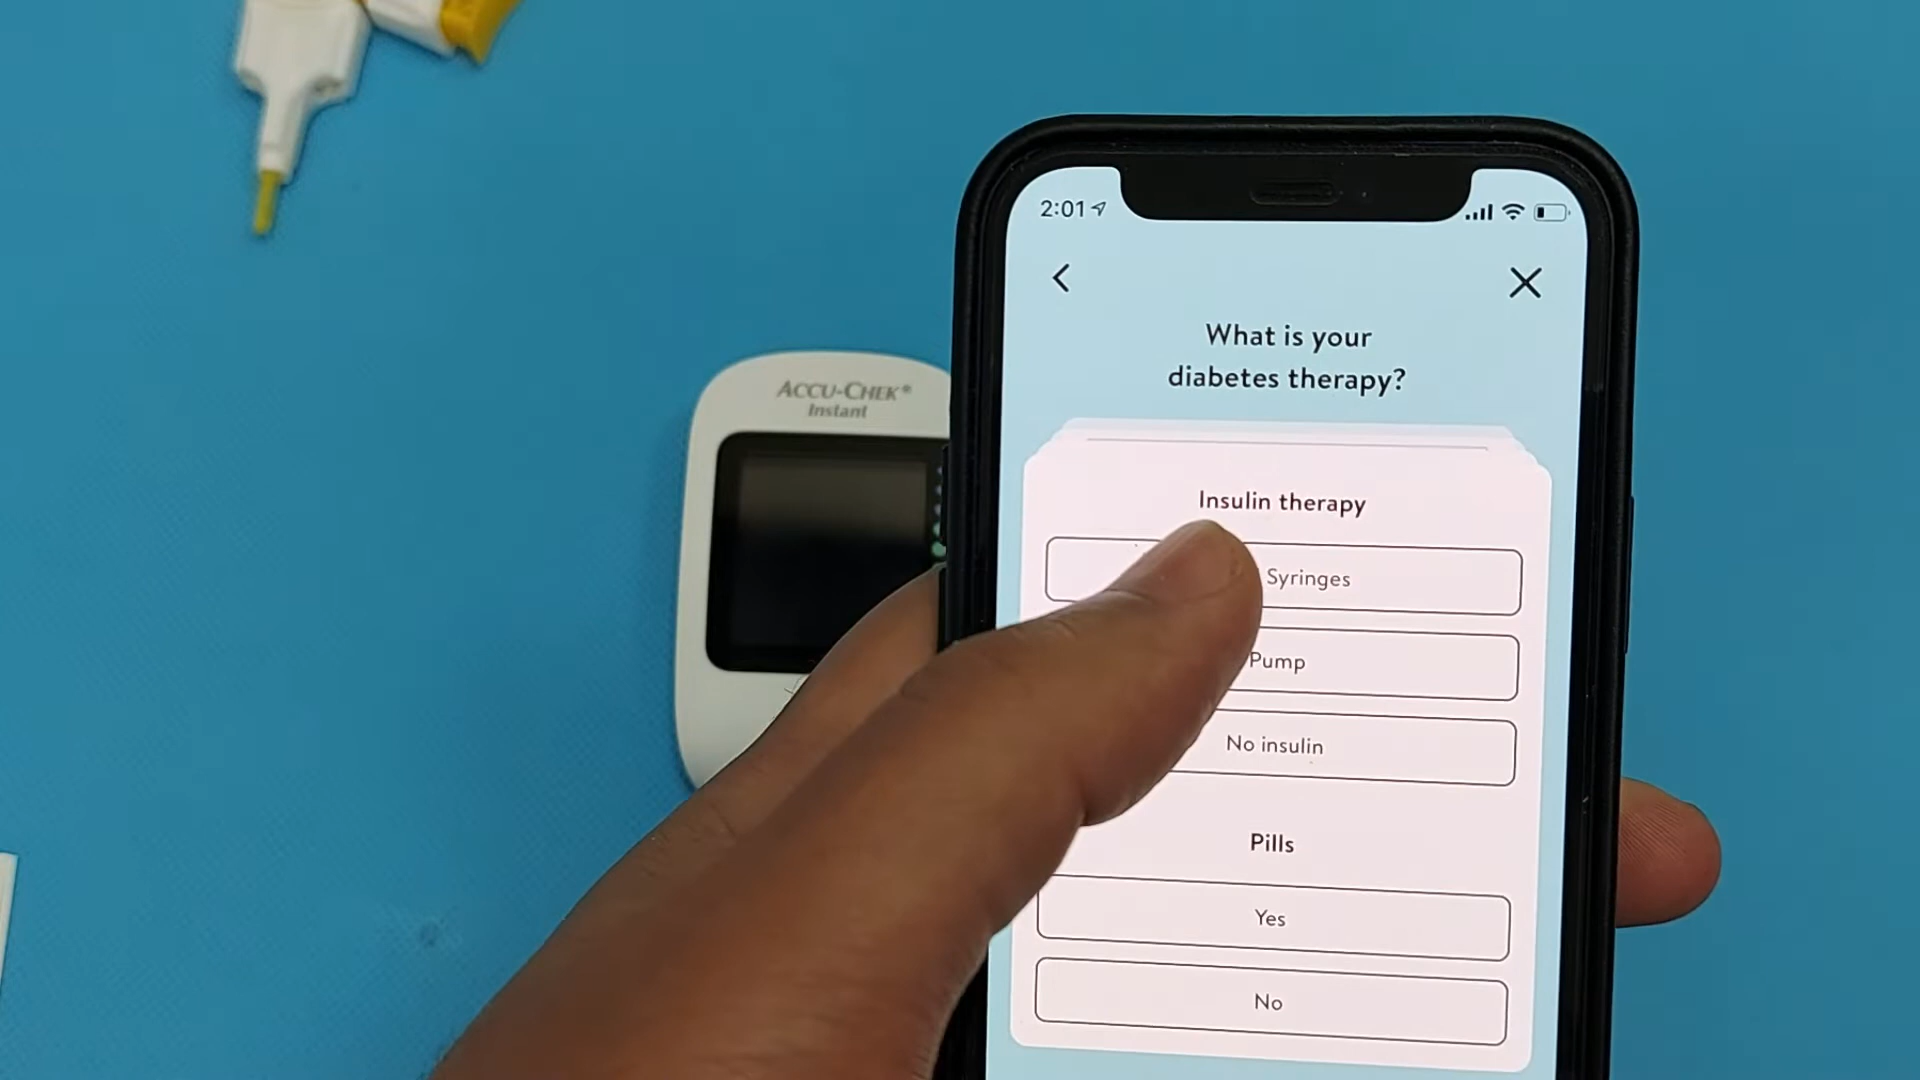 ACCU-CHEK®
Instant
2:01
What is your
diabetes therapy?
Insulin therapy
Syringes
Pump
No insulin
Pills
Yes
No